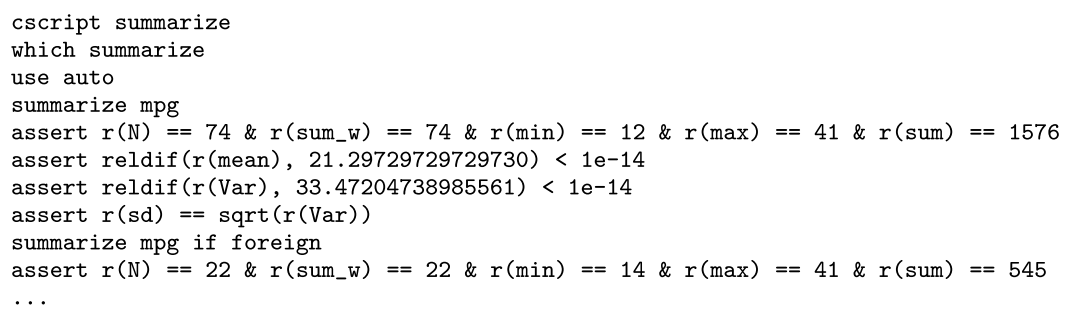 cscript summarize
which summarize
use auto
summarize mpg
assert r(N) == 74 & r(sum_w) == 74 & r(min) == 12 & r(max) == 41 & r(sum) == 1576
assert reldif(r(mean), 21.29729729729730) < 1e-14
assert reldif(r(Var), 33.47204738985561) < 1e-14
assert r(sd) == sqrt(r(Var))
summarize mpg if foreign
assert r(N) == 22 & r(sum_w) == 22 & r(min) == 14 & r(max) == 41 & r(sum) == 545
...